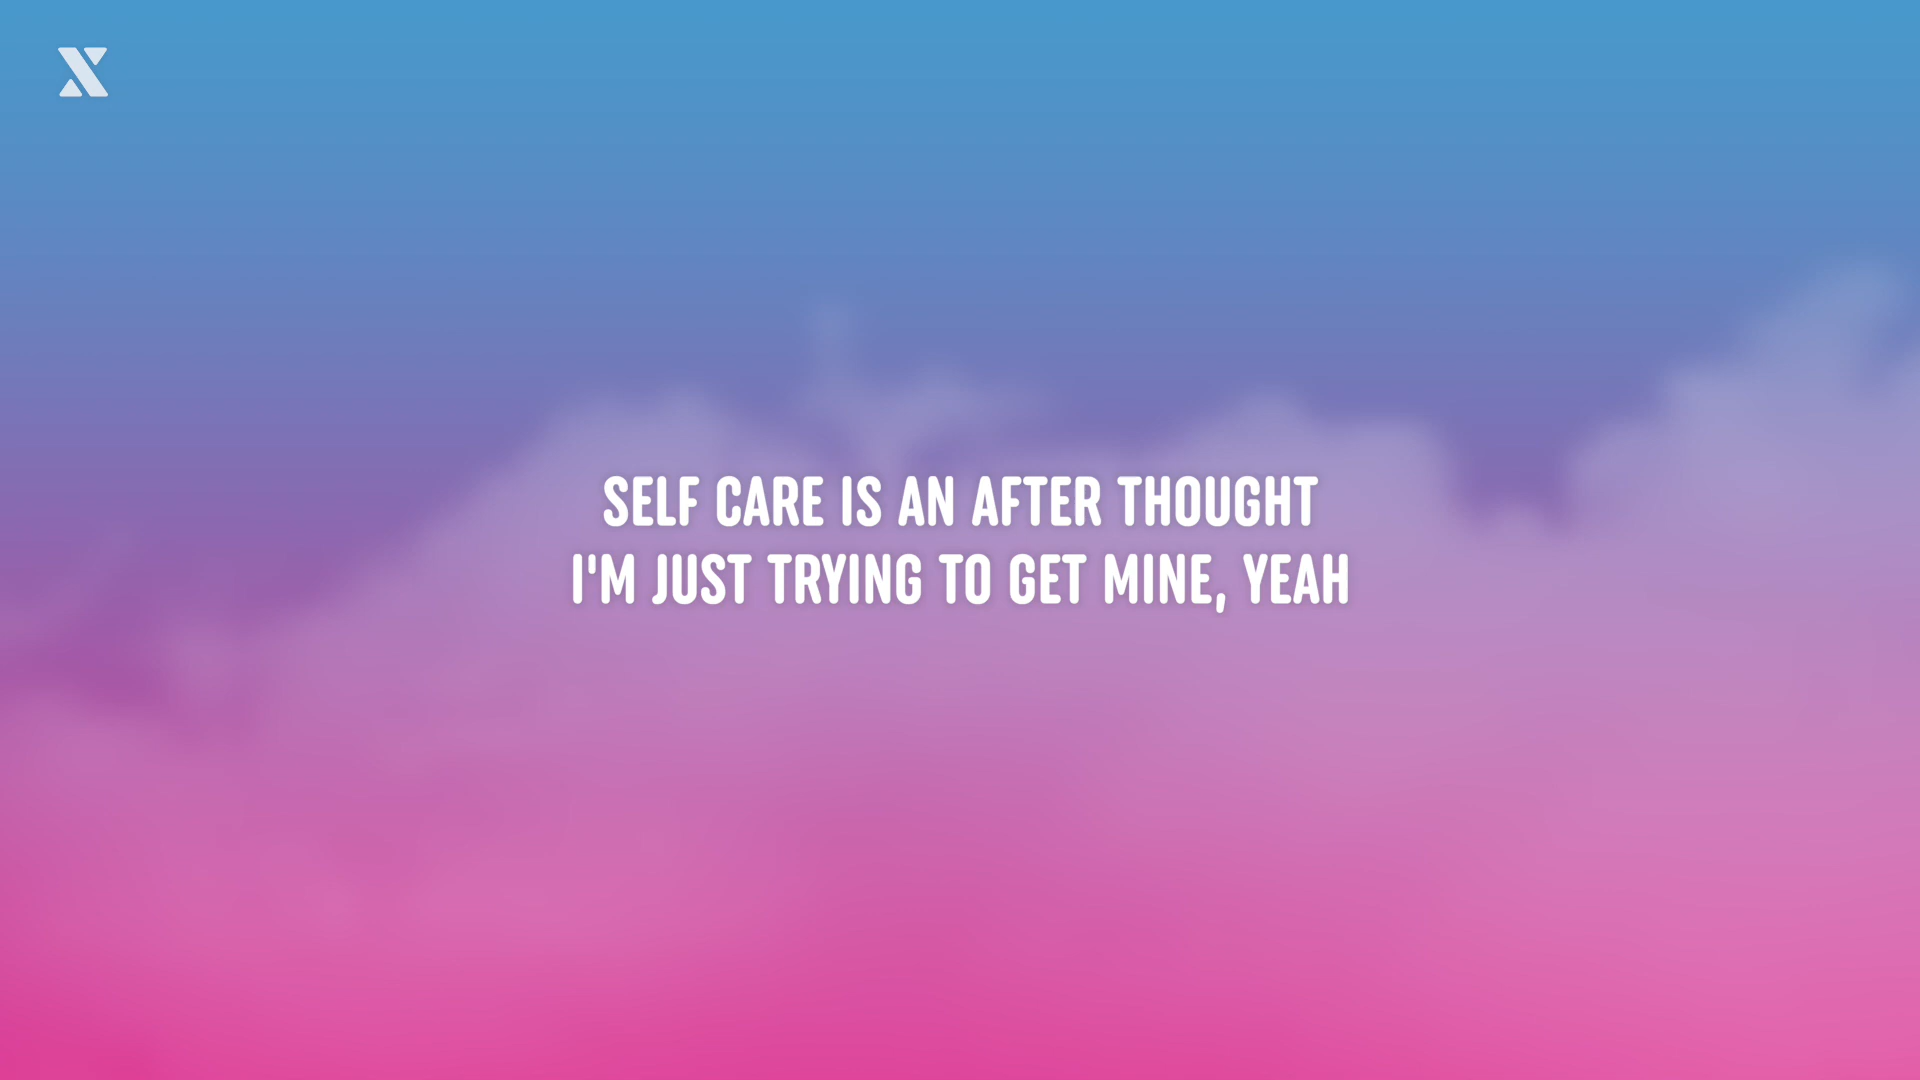 SELF CARE IS AN AFTER THOUGHT
I'M JUST TRYING TO GET MINE, YEAH